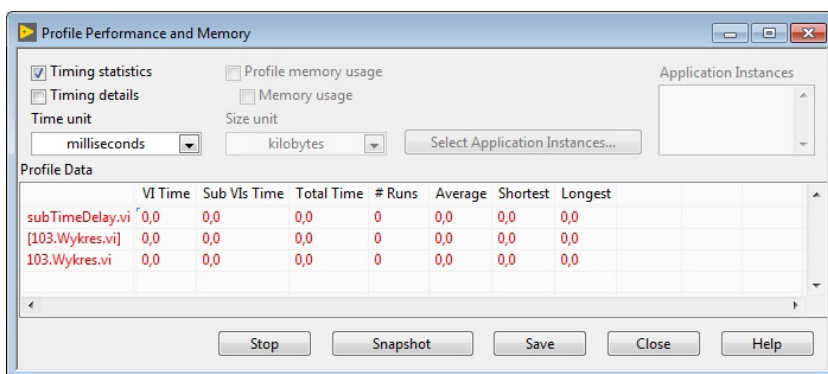 Profile Performance and Memory
Timing statistics Profile memory usage Application Instances
Timing details Memory usage
Time unit Size unit
milliseconds kilobytes Select Application Instances...
Profile Data
VI Time Sub VIs Time Total Time # Runs Average Shortest Longest
subTimeDelay.vi 0,0 0,0 0,0 0 0,0 0,0 0,0
[103.Wykres.vi] 0,0 0,0 0,0 0 0,0 0,0 0,0
103.Wykres.vi 0,0 0,0 0,0 0 0,0 0,0 0,0
Stop Snapshot Save Close Help